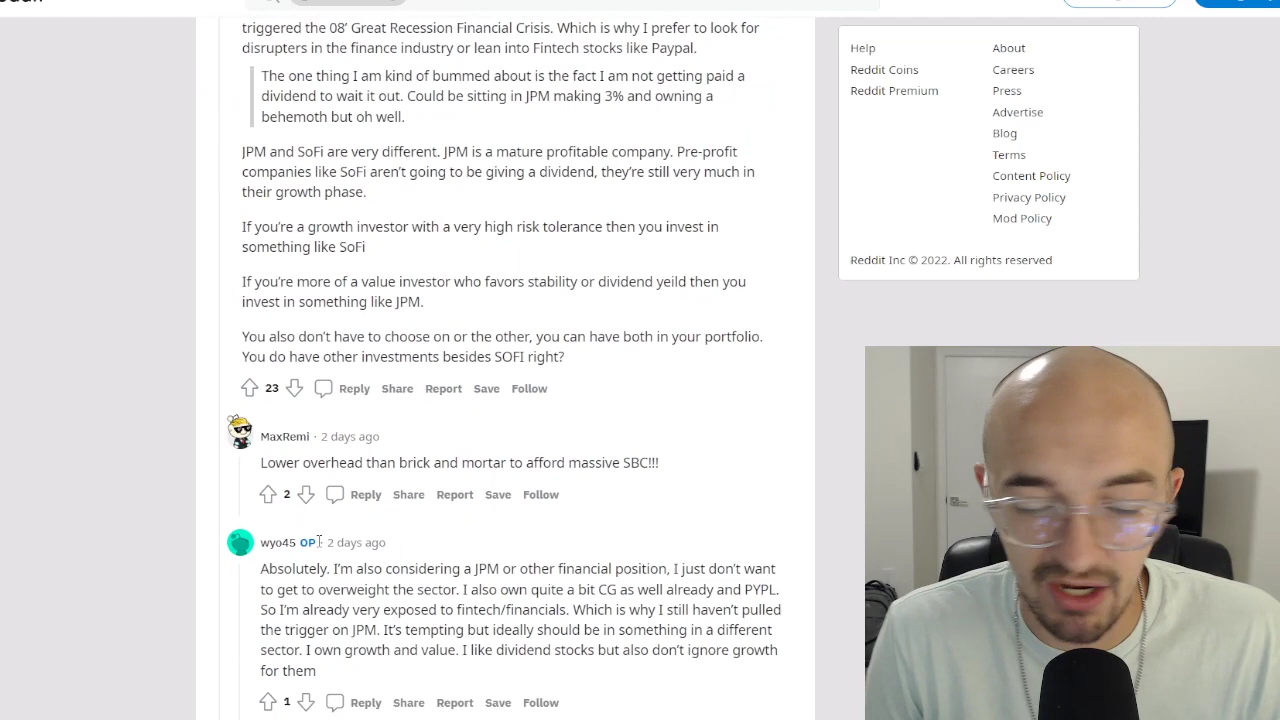 triggered the 08' Great Recession Financial Crisis. Which is why I prefer to look for
disrupters in the finance industry or lean into Fintech stocks like Paypal.
The one thing I am kind of bummed about is the fact I am not getting paid a
dividend to wait it out. Could be sitting in JPM making 3% and owning a
behemoth but oh well.
JPM and SoFi are very different. JPM is a mature profitable company. Pre-profit
companies like SoFi aren't going to be giving a dividend, they're still very much in
their growth phase.
If you're a growth investor with a very high risk tolerance then you invest in
something like SoFi
If you're more of a value investor who favors stability or dividend yeild then you
invest in something like JPM.
You also don't have to choose on or the other, you can have both in your portfolio.
You do have other investments besides SOFI right?
23 Reply Share Report Save Follow
MaxRemi · 2 days ago
Lower overhead than brick and mortar to afford massive SBC!!!
2 Reply Share Report Save Follow
wyo45 OP · 2 days ago
Absolutely. I'm also considering a JPM or other financial position, I just don't want
to get to overweight the sector. I also own quite a bit CG as well already and PYPL.
So I'm already very exposed to fintech/financials. Which is why I still haven't pulled
the trigger on JPM. It's tempting but ideally should be in something in a different
sector. I own growth and value. I like dividend stocks but also don't ignore growth
for them
1 Reply Share Report Save Follow
Help About
Reddit Coins Careers
Reddit Premium Press
Advertise
Blog
Terms
Content Policy
Privacy Policy
Mod Policy
Reddit Inc © 2022. All rights reserved